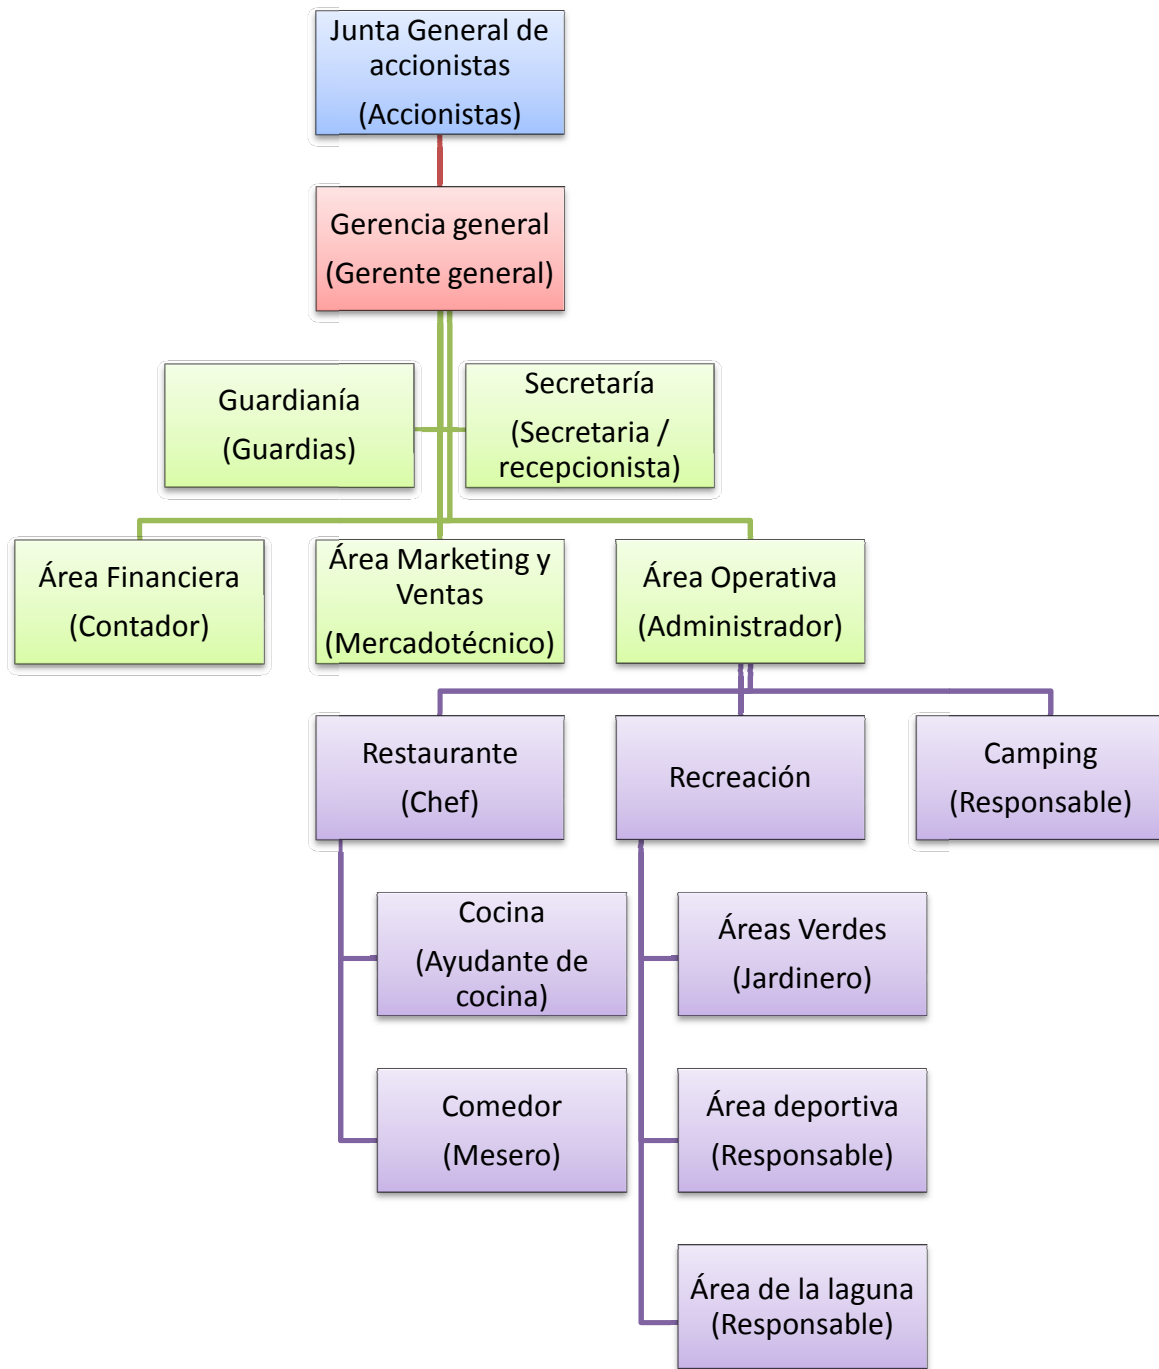 Junta General de
accionistas
(Accionistas)
Gerencia general
(Gerente general)
Guardianía
(Guardias)
Secretaría
(Secretaria /
recepcionista)
Área Financiera
(Contador)
Área Marketing y
Ventas
(Mercadotécnico)
Área Operativa
(Administrador)
Restaurante
(Chef)
Recreación
Camping
(Responsable)
Cocina
(Ayudante de
cocina)
Áreas Verdes
(Jardinero)
Comedor
(Mesero)
Área deportiva
(Responsable)
Área de la laguna
(Responsable)